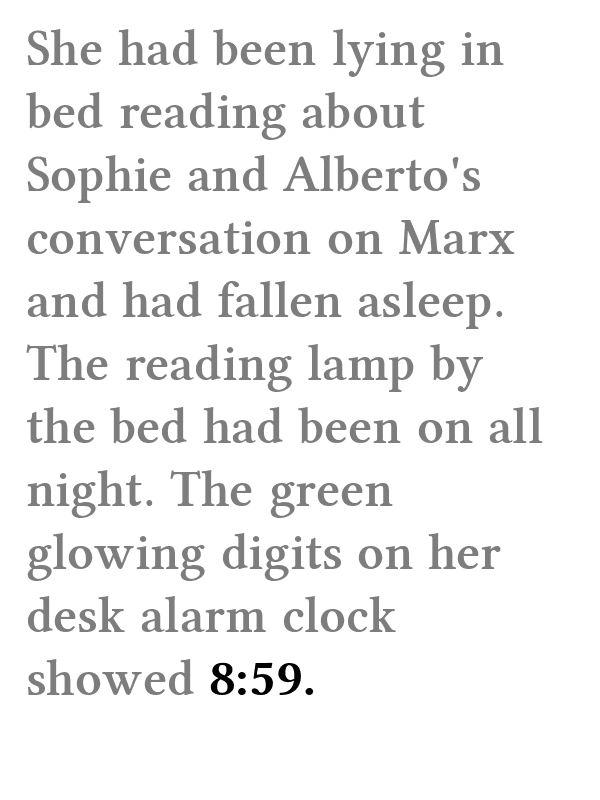 She had been lying in
bed reading about
Sophie and Alberto's
conversation on Marx
and had fallen asleep.
The reading lamp by
the bed had been on all
night. The green
glowing digits on her
desk alarm clock
showed 8:59.